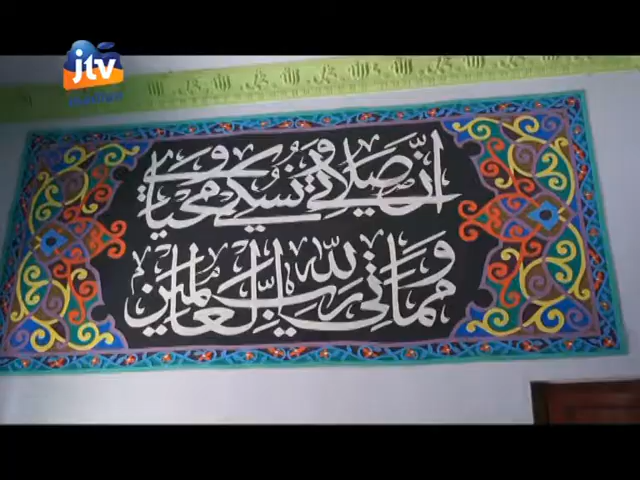 jtv
إن صلاتي ونسكي ومحياي
ومماتي لله رب العالمين